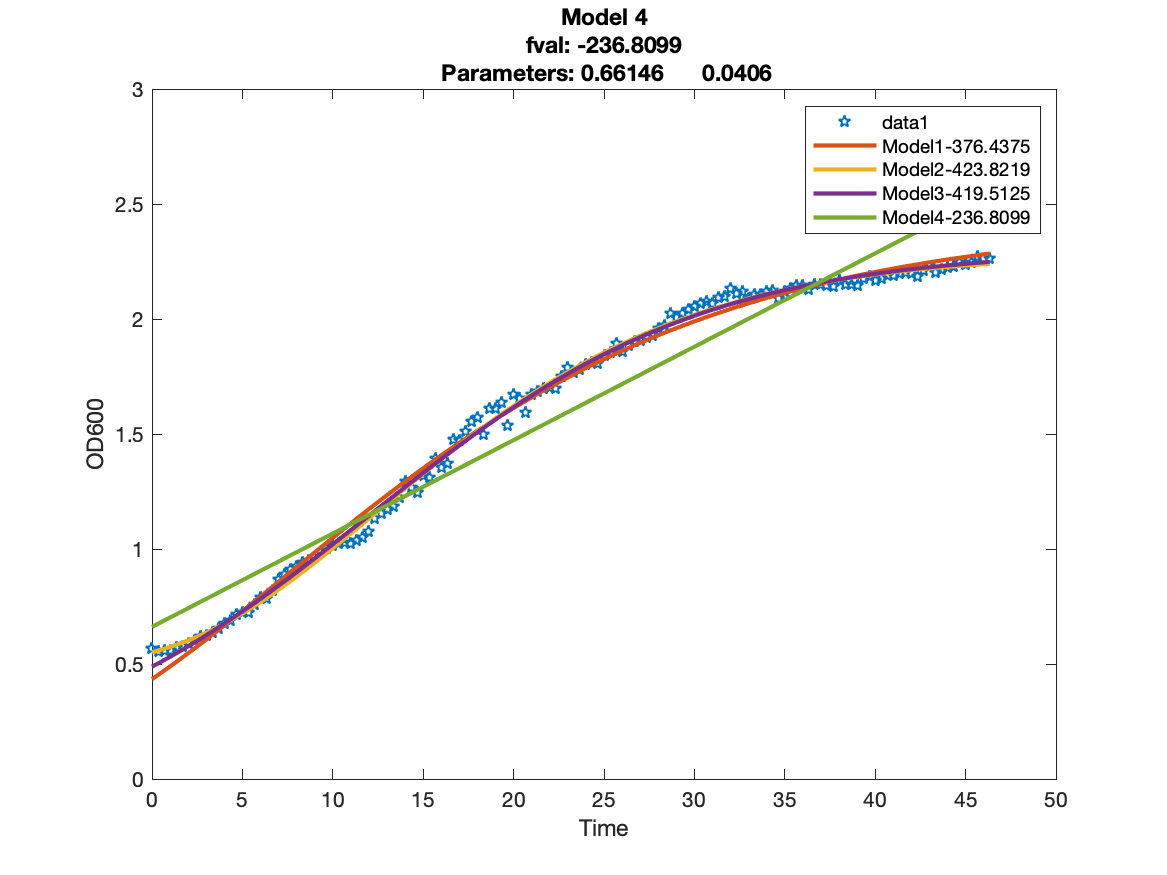 Model 4
fval: -236.8099
Parameters: 0.66146 0.0406
3
2.5
2
1.5
1
0.5
0
OD600
data1
Model1-376.4375
Model2-423.8219
Model3-419.5125
Model4-236.8099
0 5 10 15 20 25 30 35 40 45 50
Time